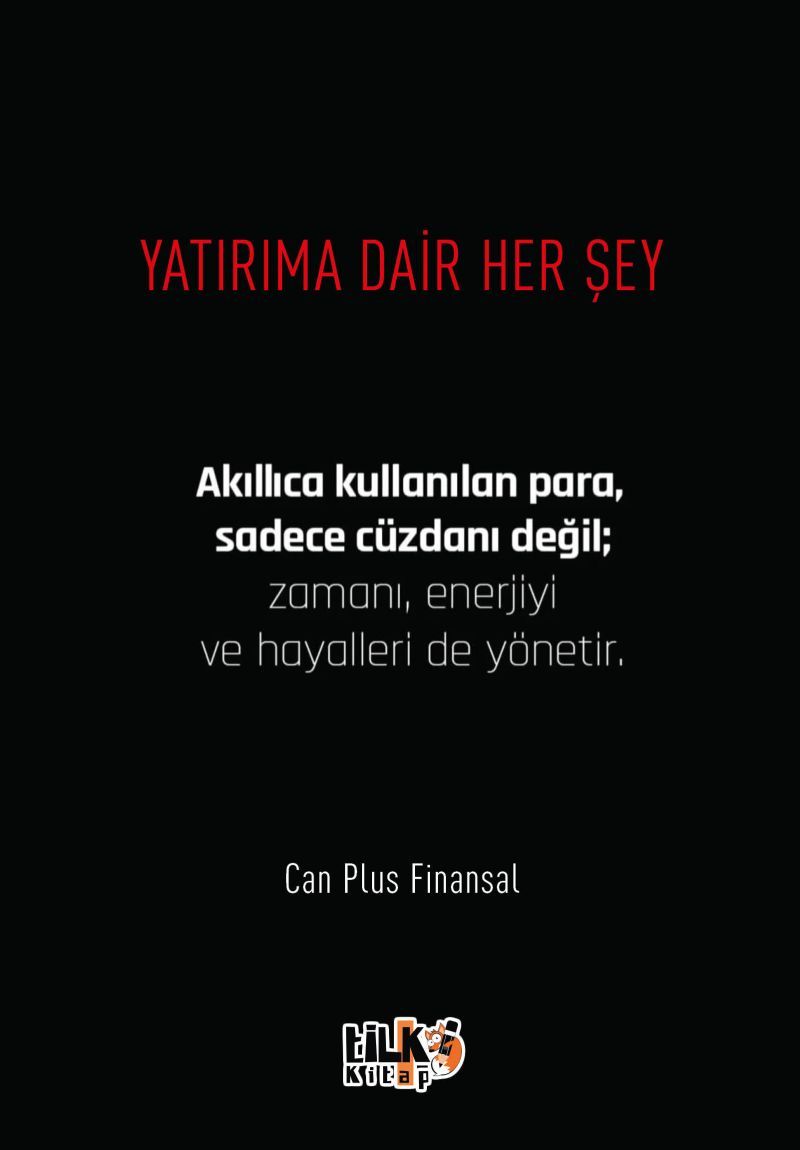 YATIRIMA DAİR HER ŞEY
Akıllıca kullanılan para,
sadece cüzdanı değil;
zamanı, enerjiyi
ve hayalleri de yönetir.
Can Plus Finansal
tilki
kitap